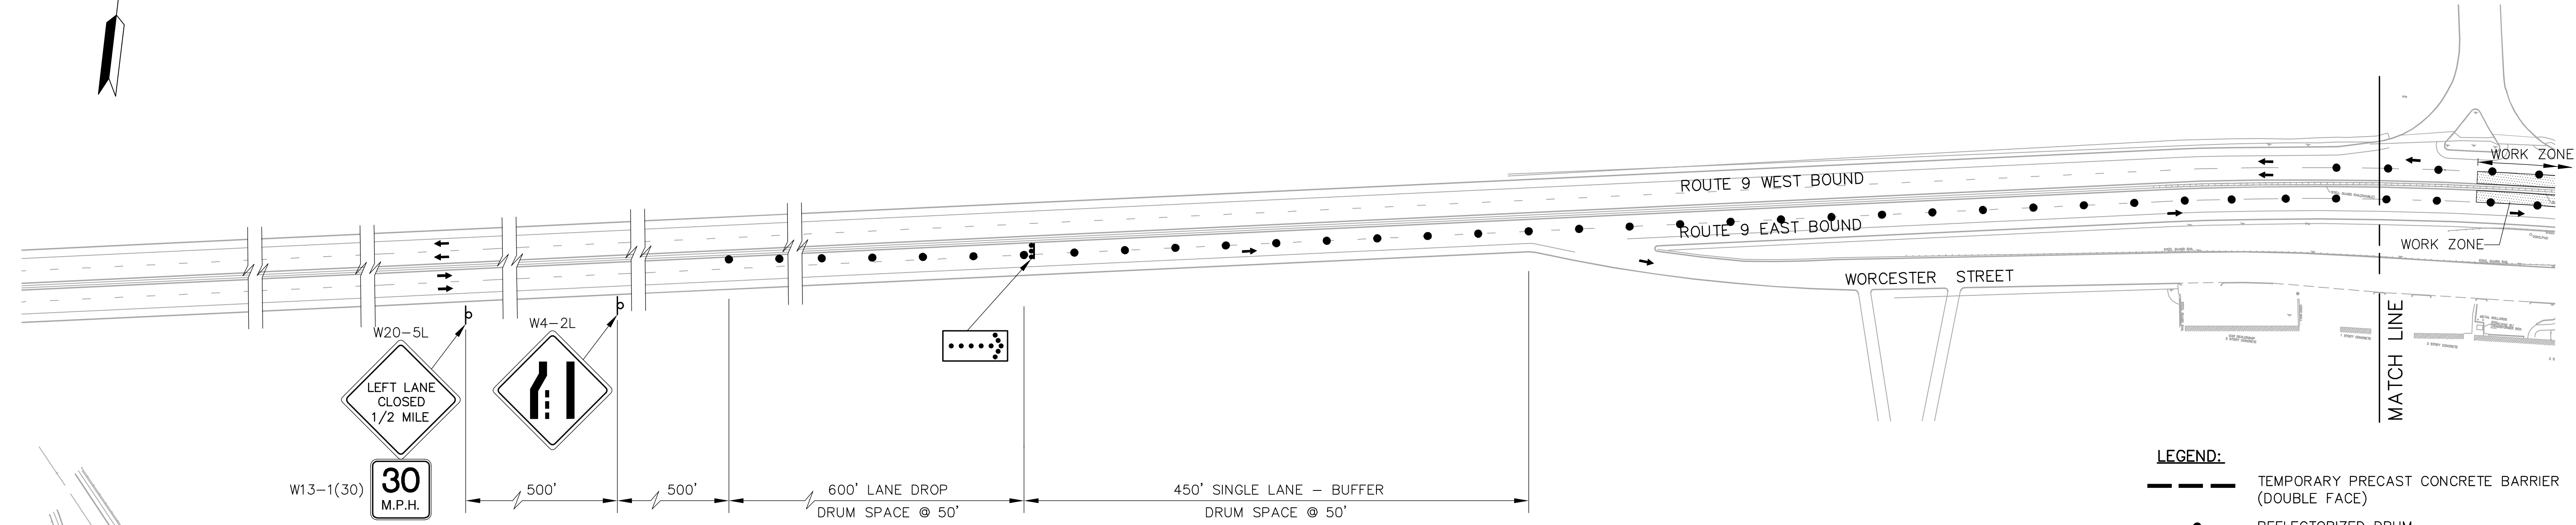 ROUTE 9 WEST BOUND
WORK ZONE
ROUTE 9 EAST BOUND
WORK ZONE
WORCESTER STREET
MATCH LINE
W20-5L
LEFT LANE
CLOSED
1/2 MILE
W4-2L
W13-1(30)
30
M.P.H.
500'
500'
600' LANE DROP
DRUM SPACE @ 50'
450' SINGLE LANE - BUFFER
DRUM SPACE @ 50'
LEGEND:
TEMPORARY PRECAST CONCRETE BARRIER
(DOUBLE FACE)
REFLECTORIZED DRUM